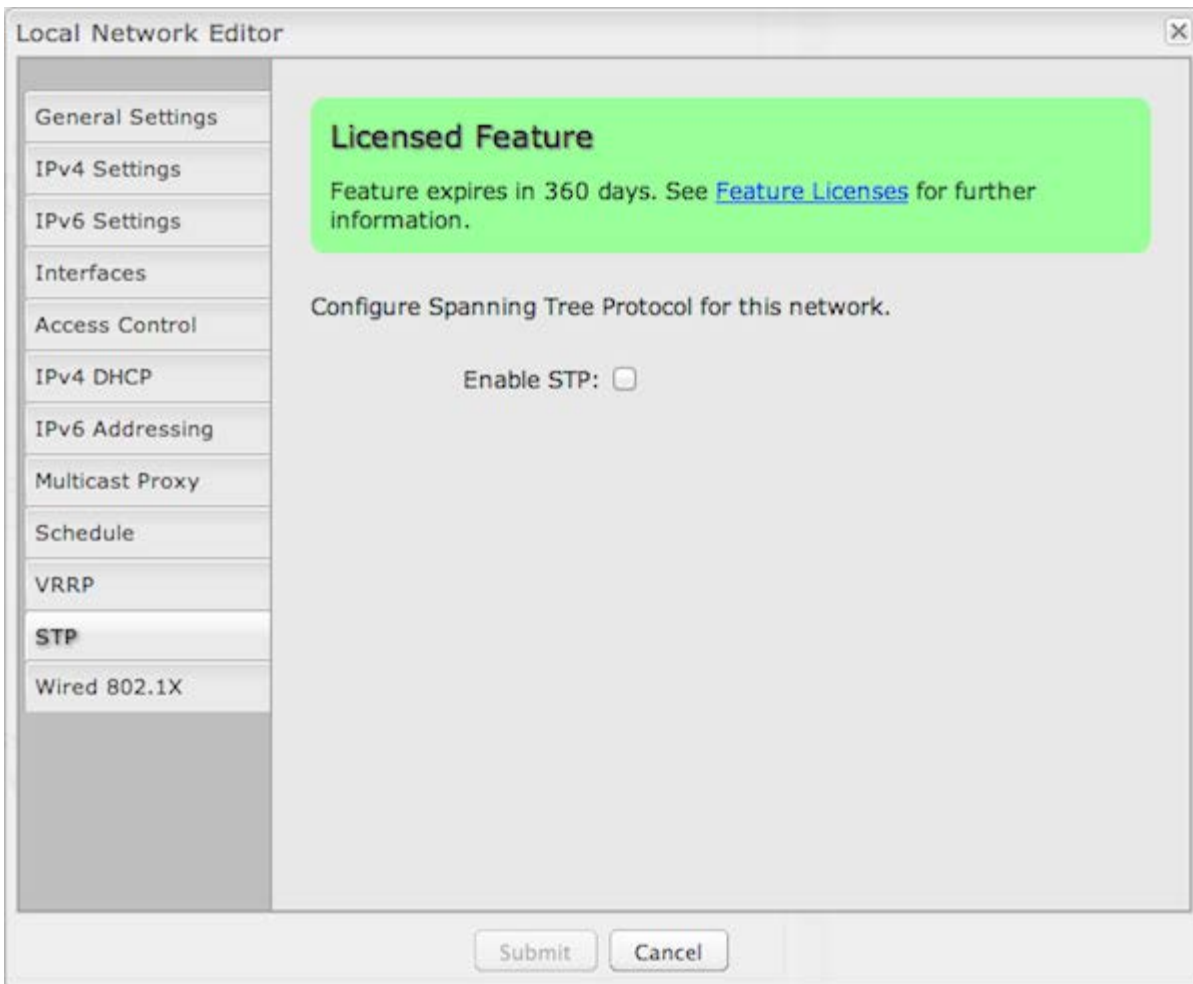 Local Network Editor
General Settings
IPv4 Settings
IPv6 Settings
Interfaces
Access Control
IPv4 DHCP
IPv6 Addressing
Multicast Proxy
Schedule
VRRP
STP
Wired 802.1X
Licensed Feature
Feature expires in 360 days. See Feature Licenses for further
information.
Configure Spanning Tree Protocol for this network.
Enable STP:
Submit
Cancel